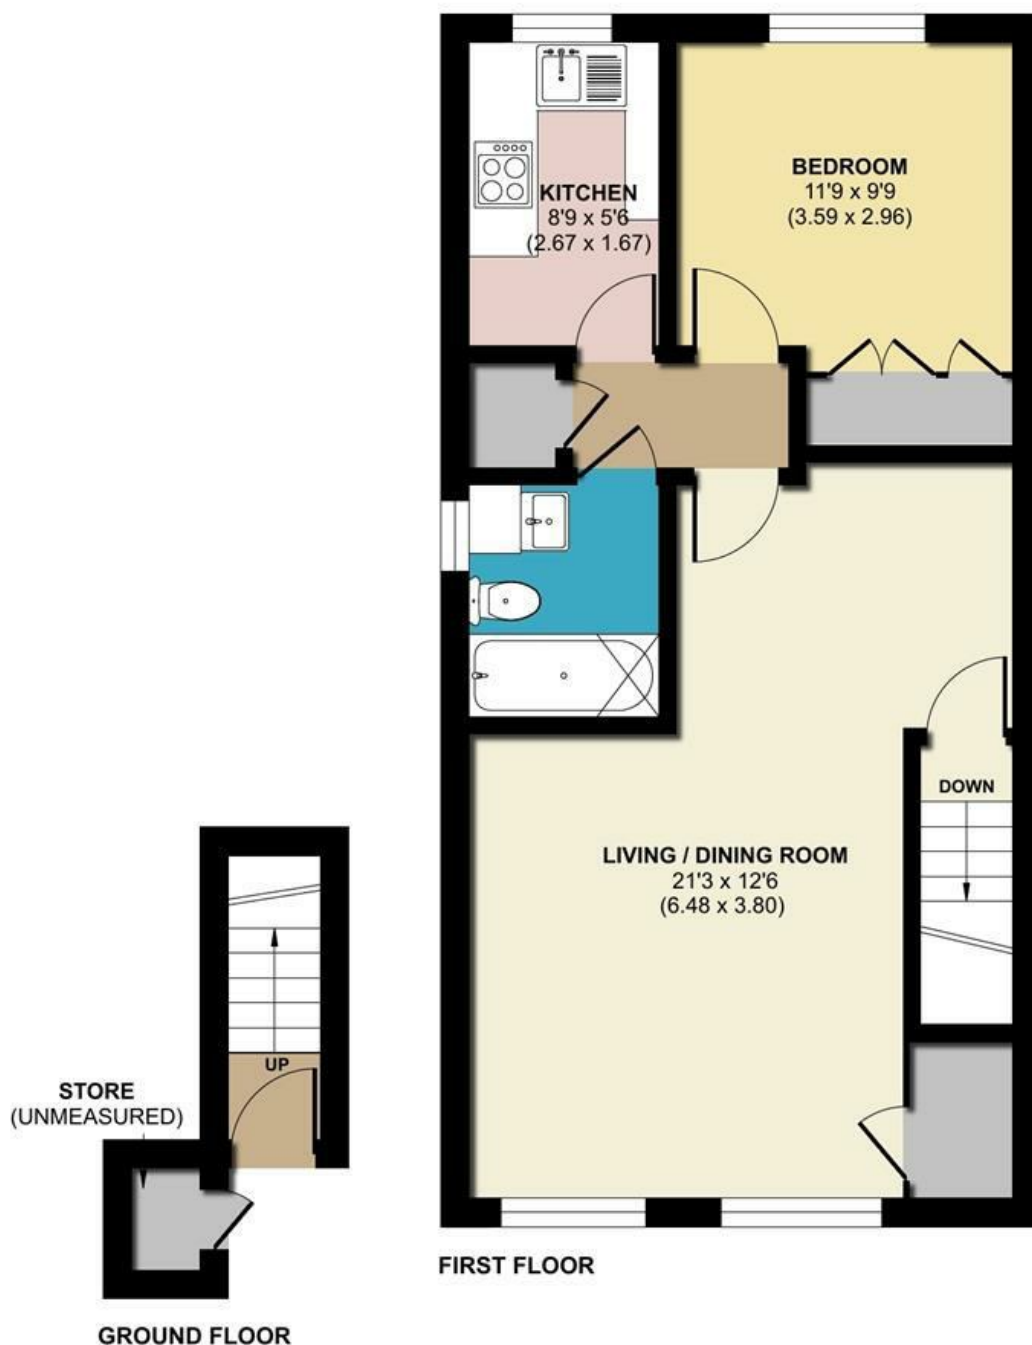 KITCHEN
8'9 x 5'6
(2.67 x 1.67)
BEDROOM
11'9 x 9'9
(3.59 x 2.96)
DOWN
LIVING / DINING ROOM
21'3 x 12'6
(6.48 x 3.80)
UP
STORE
(UNMEASURED)
FIRST FLOOR
GROUND FLOOR